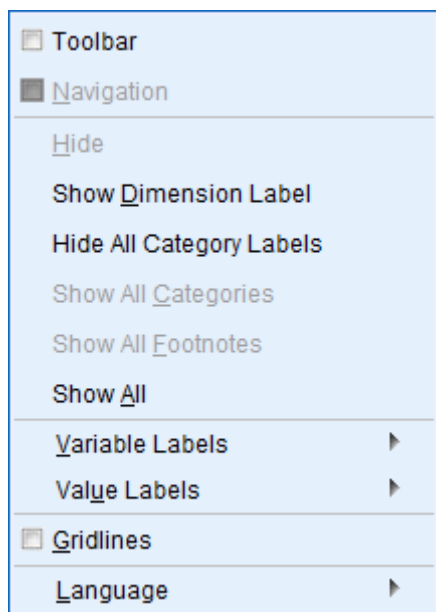 Toolbar
Navigation
Hide
Show Dimension Label
Hide All Category Labels
Show All Categories
Show All Footnotes
Show All
Variable Labels
Value Labels
Gridlines
Language